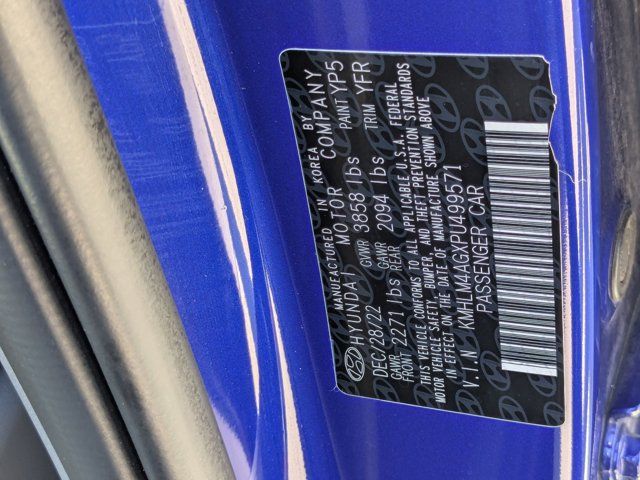 MANUFACTURED IN KOREA BY
HYUNDAI MOTOR COMPANY
DEC/28/22 GVWR 3858 lbs PAINT YP5
GAWR FRONT 2271 lbs GAWR REAR 2094 lbs TRIM YFR
THIS VEHICLE CONFORMS TO ALL APPLICABLE U.S.A. FEDERAL
MOTOR VEHICLE SAFETY, BUMPER, AND THEFT PREVENTION STANDARDS
IN EFFECT ON THE DATE OF MANUFACTURE SHOWN ABOVE
V.I.N KMHLM4AGXPU499571
PASSENGER CAR